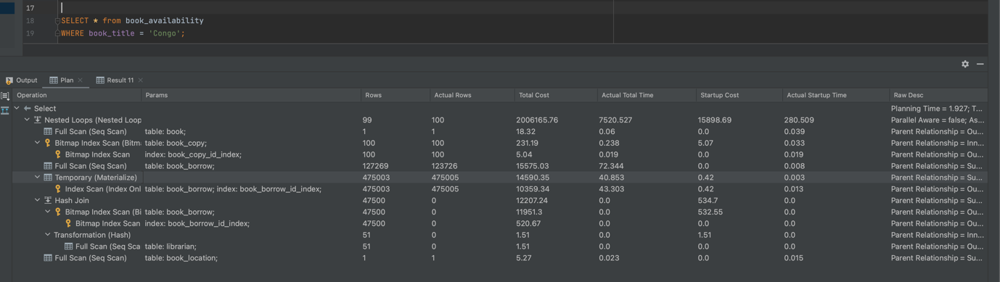 17
18 SELECT * from book_availability
19 WHERE book_title = 'Congo';
Output Plan Result 11
Operation Params Rows Actual Rows Total Cost Actual Total Time Startup Cost Actual Startup Time Raw Desc
Select Planning Time = 1.927; T...
Nested Loops (Nested Loop 99 100 2006165.76 7520.527 15898.69 280.509 Parallel Aware = false; As...
Full Scan (Seq Scan) table: book; 1 1 18.32 0.06 0.0 0.039 Parent Relationship = Ou...
Bitmap Index Scan (Bitm table: book_copy; 100 100 231.19 0.238 5.07 0.033 Parent Relationship = Inn...
Bitmap Index Scan index: book_copy_id_index; 100 100 5.04 0.019 0.0 0.019 Parent Relationship = Ou...
Full Scan (Seq Scan) table: book_borrow; 127269 123726 15575.03 72.344 0.0 0.008 Parent Relationship = Su...
Temporary (Materialize) 475003 475005 14590.35 40.853 0.42 0.003 Parent Relationship = Su...
Index Scan (Index Onl table: book_borrow; index: book_borrow_id_index; 475003 475005 10359.34 43.303 0.42 0.013 Parent Relationship = Ou...
Hash Join 47500 0 12207.24 0.0 534.7 0.0 Parent Relationship = Su...
Bitmap Index Scan (Bi table: book_borrow; 47500 0 11951.3 0.0 532.55 0.0 Parent Relationship = Ou...
Bitmap Index Scan index: book_borrow_id_index; 47500 0 520.67 0.0 0.0 0.0 Parent Relationship = Ou...
Transformation (Hash) 51 0 1.51 0.0 1.51 0.0 Parent Relationship = Inn...
Full Scan (Seq Sca table: librarian; 51 0 1.51 0.0 0.0 0.0 Parent Relationship = Ou...
Full Scan (Seq Scan) table: book_location; 1 1 5.27 0.023 0.0 0.015 Parent Relationship = Su...